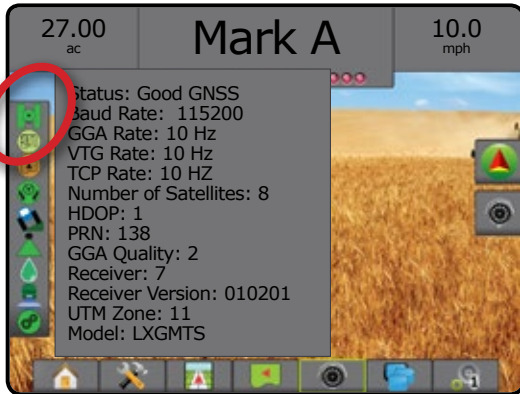 27.00
ac
Mark A
10.0
mph
Status: Good GNSS
Baud Rate: 115200
GGA Rate: 10 Hz
VTG Rate: 10 Hz
TCP Rate: 10 HZ
Number of Satellites: 8
HDOP: 1
PRN: 138
GGA Quality: 2
Receiver: 7
Receiver Version: 010201
UTM Zone: 11
Model: LXGMTS
1